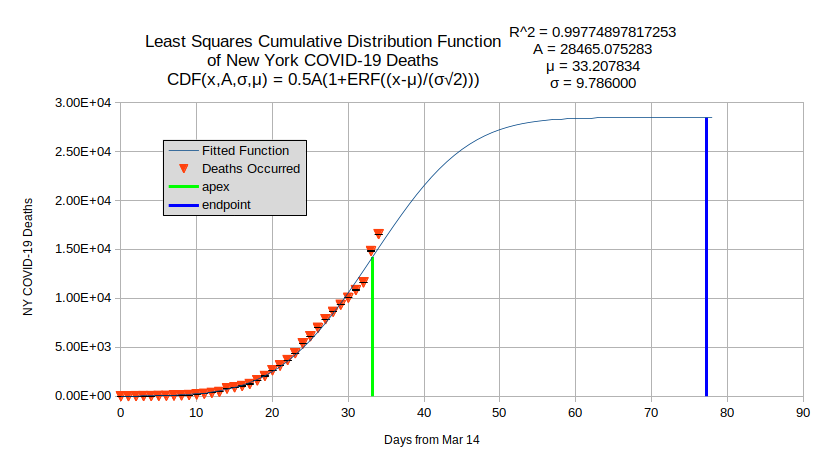 Least Squares Cumulative Distribution Function
of New York COVID-19 Deaths
CDF(x,A,σ,μ) = 0.5A(1+ERF((x-μ)/(σ√2)))
R^2 = 0.99774897817253
A = 28465.075283
μ = 33.207834
σ = 9.786000
3.00E+04
2.50E+04
2.00E+04
1.50E+04
1.00E+04
5.00E+03
0.00E+00
NY COVID-19 Deaths
Fitted Function
Deaths Occurred
apex
endpoint
0 10 20 30 40 50 60 70 80 90
Days from Mar 14